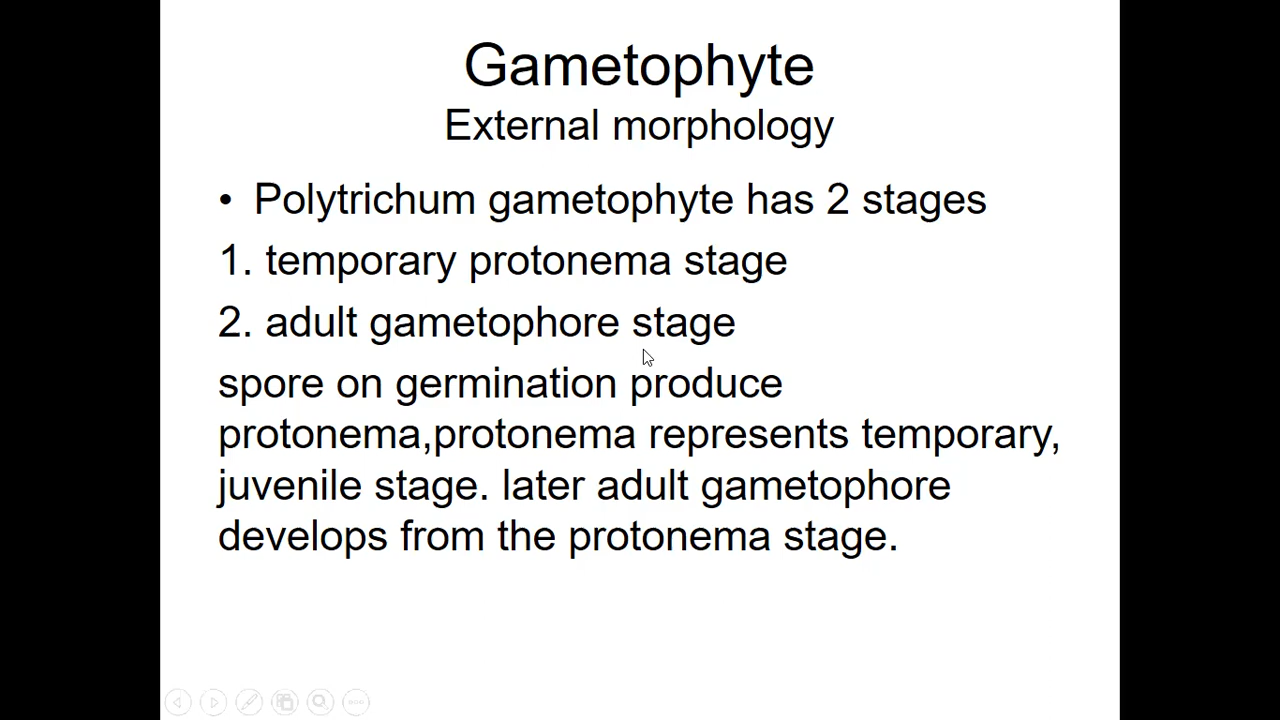 Gametophyte
External morphology
• Polytrichum gametophyte has 2 stages
1. temporary protonema stage
2. adult gametophore stage
spore on germination produce
protonema,protonema represents temporary,
juvenile stage. later adult gametophore
develops from the protonema stage.